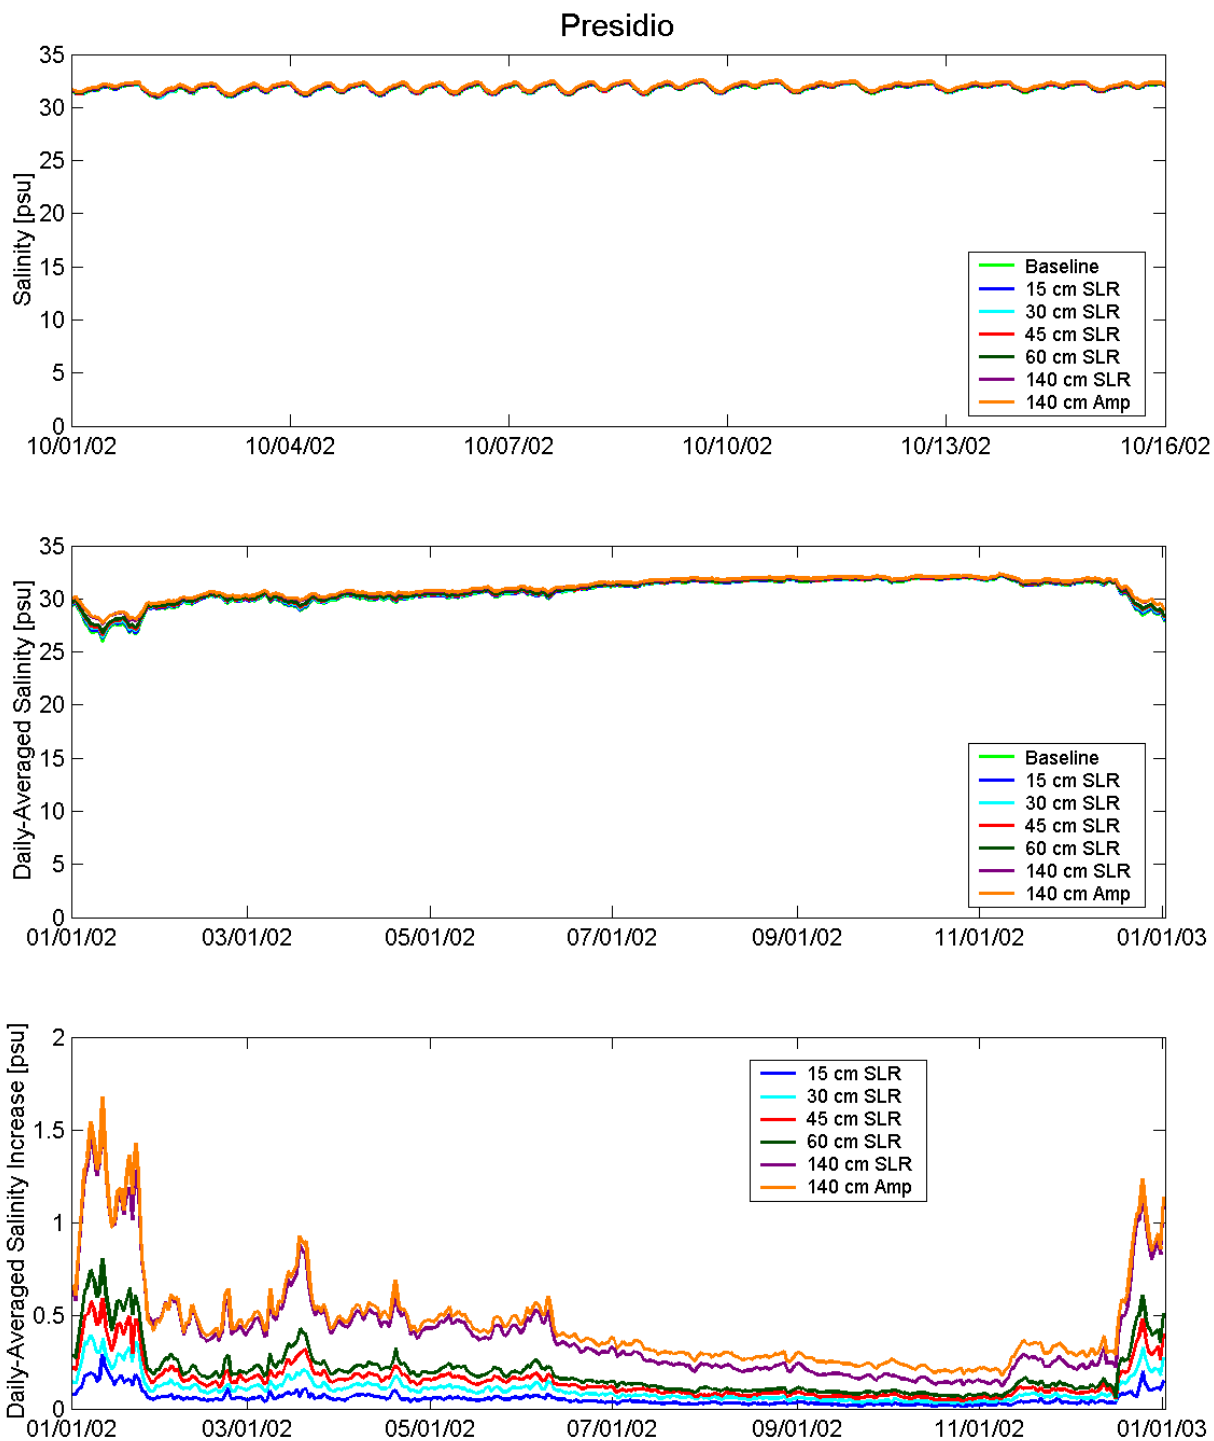 Presidio
Salinity [psu]
35
30
25
20
15
10
5
0
Baseline
15 cm SLR
30 cm SLR
45 cm SLR
60 cm SLR
140 cm SLR
140 cm Amp
10/01/02 10/04/02 10/07/02 10/10/02 10/13/02 10/16/02
Daily-Averaged Salinity [psu]
35
30
25
20
15
10
5
0
Baseline
15 cm SLR
30 cm SLR
45 cm SLR
60 cm SLR
140 cm SLR
140 cm Amp
01/01/02 03/01/02 05/01/02 07/01/02 09/01/02 11/01/02 01/01/03
Daily-Averaged Salinity Increase [psu]
2
1.5
1
0.5
0
15 cm SLR
30 cm SLR
45 cm SLR
60 cm SLR
140 cm SLR
140 cm Amp
01/01/02 03/01/02 05/01/02 07/01/02 09/01/02 11/01/02 01/01/03